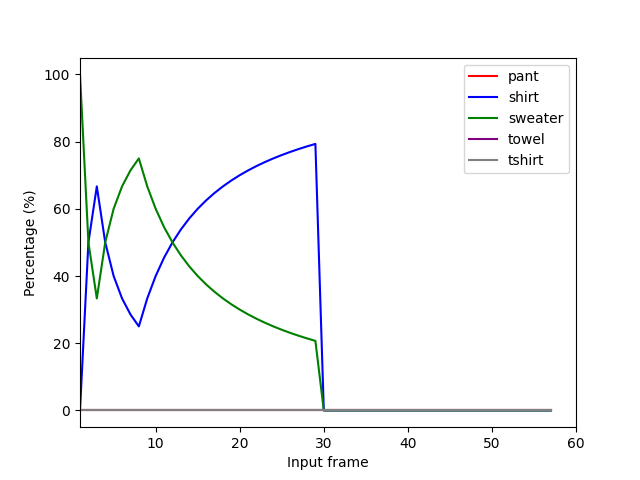 pant
shirt
sweater
towel
tshirt
100
80
60
40
20
0
Percentage (%)
10 20 30 40 50 60
Input frame